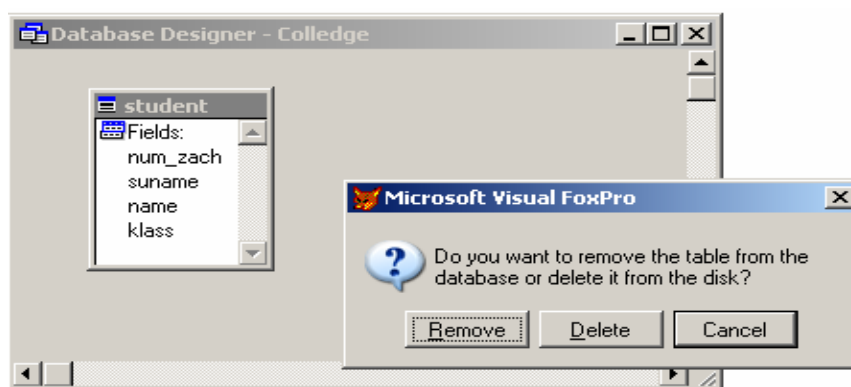 Database Designer - Colledge
student
Fields:
num_zach
suname
name
klass
Microsoft Visual FoxPro
Do you want to remove the table from the
database or delete it from the disk?
Remove
Delete
Cancel